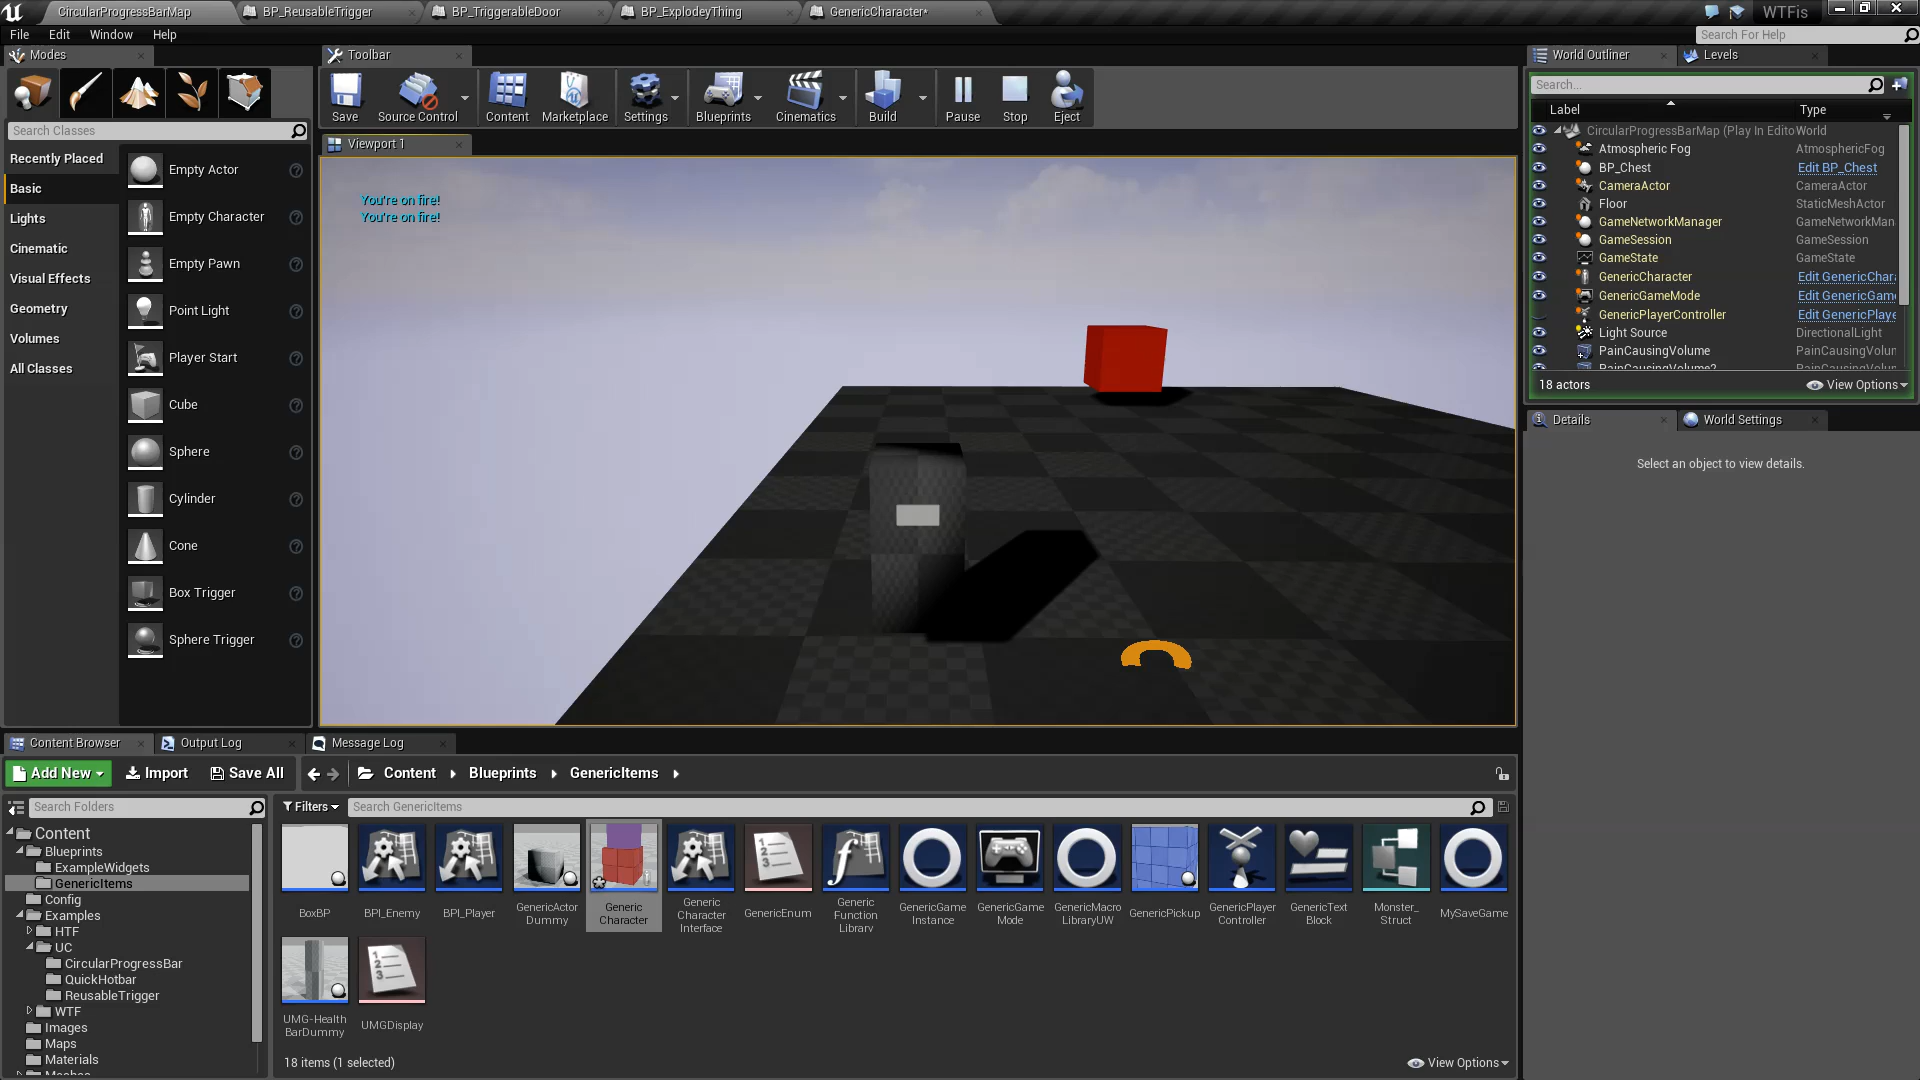 CircularProgressBarMap
BP_ReusableTrigger
BP_TriggerableDoor
BP_ExplodeyThing
GenericCharacter*
WTFis
File
Edit
Window
Help
Search For Help
Modes
Toolbar
Save
Source Control
Content
Marketplace
Settings
Blueprints
Cinematics
Build
Pause
Stop
Eject
Search Classes
Recently Placed
Basic
Lights
Cinematic
Visual Effects
Geometry
Volumes
All Classes
Empty Actor
Empty Character
Empty Pawn
Point Light
Player Start
Cube
Sphere
Cylinder
Cone
Box Trigger
Sphere Trigger
Viewport 1
You're on fire!
You're on fire!
World Outliner
Levels
Search...
Label
Type
CircularProgressBarMap (Play In Edito World
Atmospheric Fog AtmosphericFog
BP_Chest Edit BP_Chest
CameraActor CameraActor
Floor StaticMeshActor
GameNetworkManager GameNetworkMan
GameSession GameSession
GameState GameState
GenericCharacter Edit GenericChar
GenericGameMode Edit GenericGam
GenericPlayerController Edit GenericPlaye
Light Source DirectionalLight
PainCausingVolume PainCausingVolun
PainCausingVolume2
18 actors
View Options
Details
World Settings
Select an object to view details.
Content Browser
Output Log
Message Log
Add New
Import
Save All
Content
Blueprints
GenericItems
Search Folders
Content
Blueprints
ExampleWidgets
GenericItems
Config
Examples
HTF
UC
CircularProgressBar
QuickHotbar
ReusableTrigger
WTF
Images
Maps
Materials
Filters
Search GenericItems
BoxBP
BPI_Enemy
BPI_Player
GenericActor
Dummy
Generic
Character
Generic
Character
Interface
GenericEnum
Generic
Function
Library
GenericGame
Instance
GenericGame
Mode
GenericMacro
LibraryUW
GenericPickup
GenericPlayer
Controller
GenericText
Block
Monster_
Struct
MySaveGame
UMG-Health
BarDummy
UMGDisplay
18 items (1 selected)
View Options